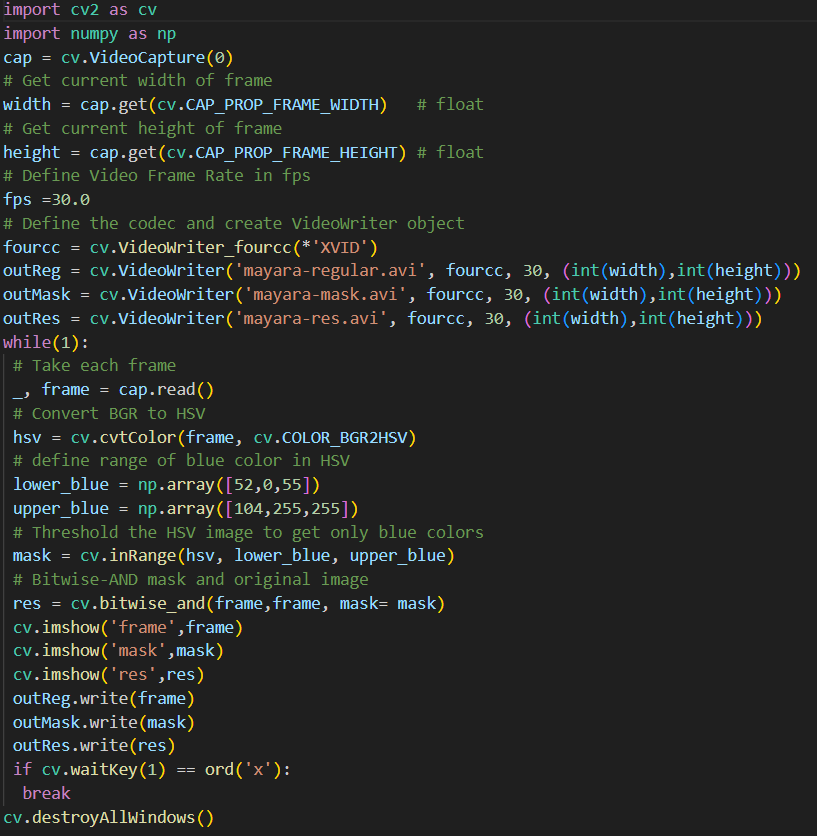 import cv2 as cv
import numpy as np
cap = cv.VideoCapture(0)
# Get current width of frame
width = cap.get(cv.CAP_PROP_FRAME_WIDTH)   # float
# Get current height of frame
height = cap.get(cv.CAP_PROP_FRAME_HEIGHT) # float
# Define Video Frame Rate in fps
fps =30.0
# Define the codec and create VideoWriter object
fourcc = cv.VideoWriter_fourcc(*'XVID')
outReg = cv.VideoWriter('mayara-regular.avi', fourcc, 30, (int(width),int(height)))
outMask = cv.VideoWriter('mayara-mask.avi', fourcc, 30, (int(width),int(height)))
outRes = cv.VideoWriter('mayara-res.avi', fourcc, 30, (int(width),int(height)))
while(1):
 # Take each frame
 _, frame = cap.read()
 # Convert BGR to HSV
 hsv = cv.cvtColor(frame, cv.COLOR_BGR2HSV)
 # define range of blue color in HSV
 lower_blue = np.array([52,0,55])
 upper_blue = np.array([104,255,255])
 # Threshold the HSV image to get only blue colors
 mask = cv.inRange(hsv, lower_blue, upper_blue)
 # Bitwise-AND mask and original image
 res = cv.bitwise_and(frame,frame, mask= mask)
 cv.imshow('frame',frame)
 cv.imshow('mask',mask)
 cv.imshow('res',res)
 outReg.write(frame)
 outMask.write(mask)
 outRes.write(res)
 if cv.waitKey(1) == ord('x'):
  break
cv.destroyAllWindows()